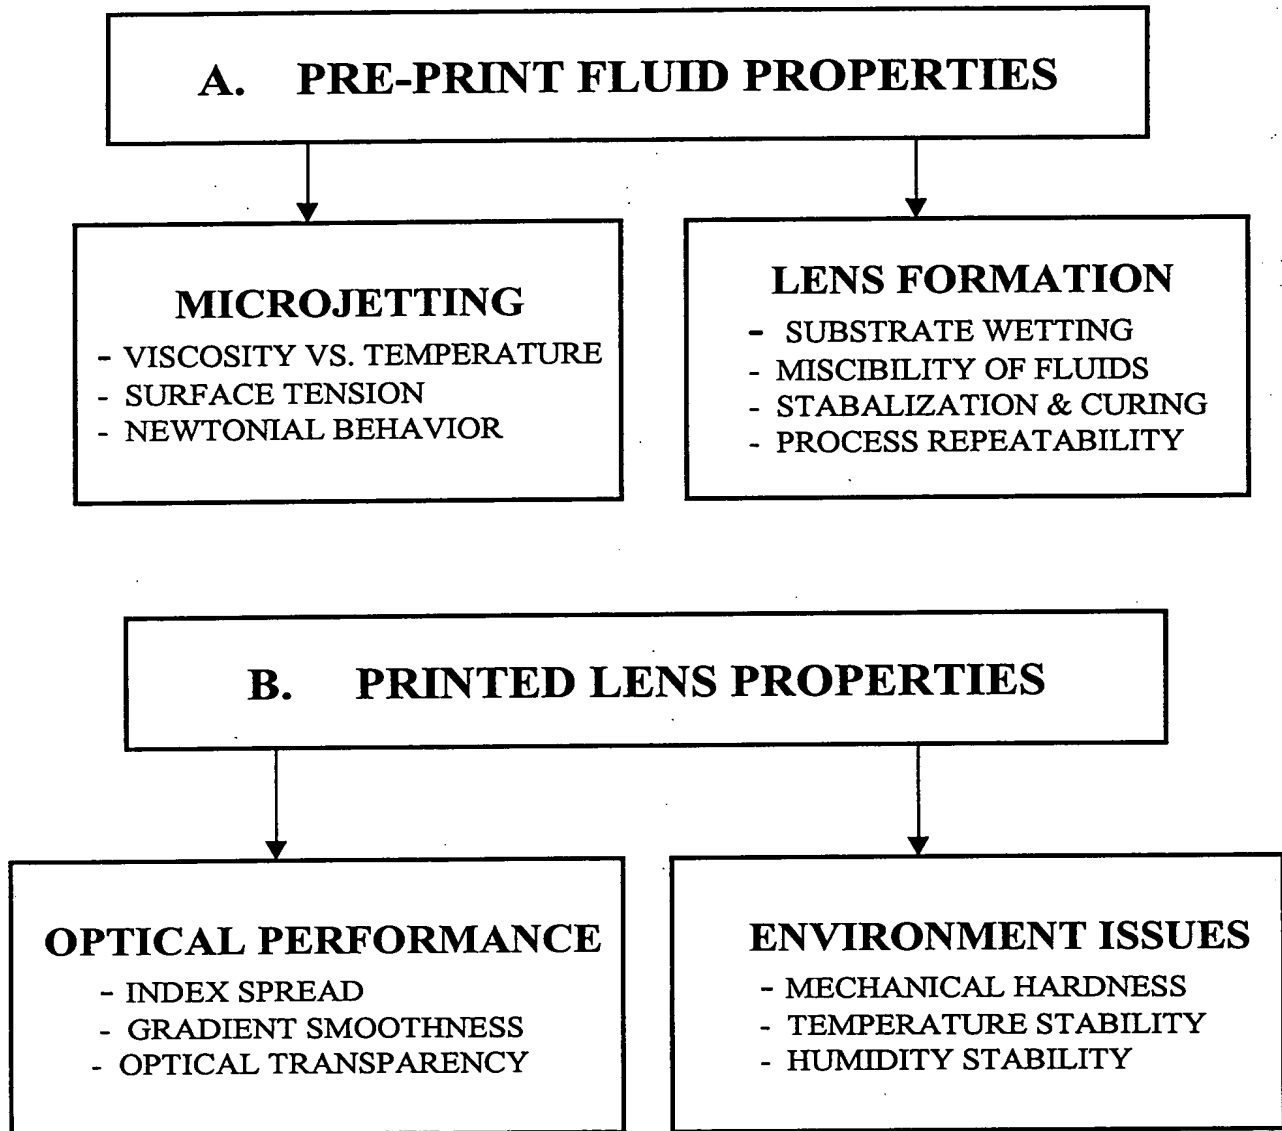 A. PRE-PRINT FLUID PROPERTIES
MICROJETTING
- VISCOSITY VS. TEMPERATURE
- SURFACE TENSION
- NEWTONIAL BEHAVIOR
LENS FORMATION
- SUBSTRATE WETTING
- MISCIBILITY OF FLUIDS
- STABALIZATION & CURING
- PROCESS REPEATABILITY
B. PRINTED LENS PROPERTIES
OPTICAL PERFORMANCE
- INDEX SPREAD
- GRADIENT SMOOTHNESS
- OPTICAL TRANSPARENCY
ENVIRONMENT ISSUES
- MECHANICAL HARDNESS
- TEMPERATURE STABILITY
- HUMIDITY STABILITY